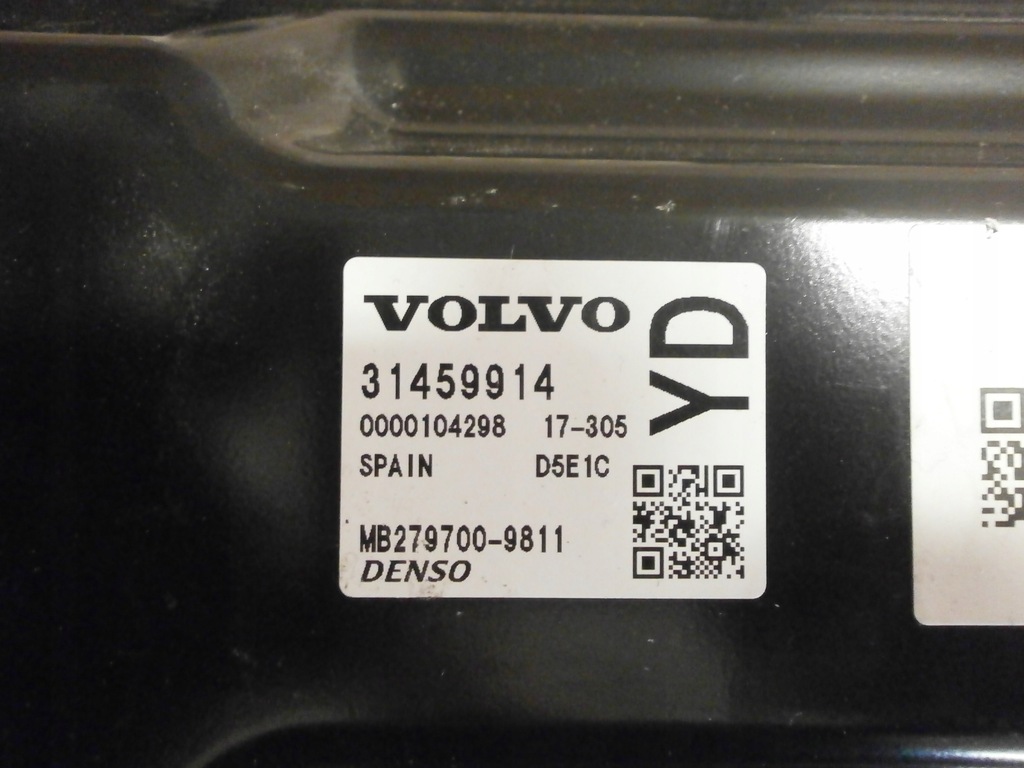 VOLVO
YD
31459914
0000104298 17-305
SPAIN D5E1C
MB279700-9811
DENSO